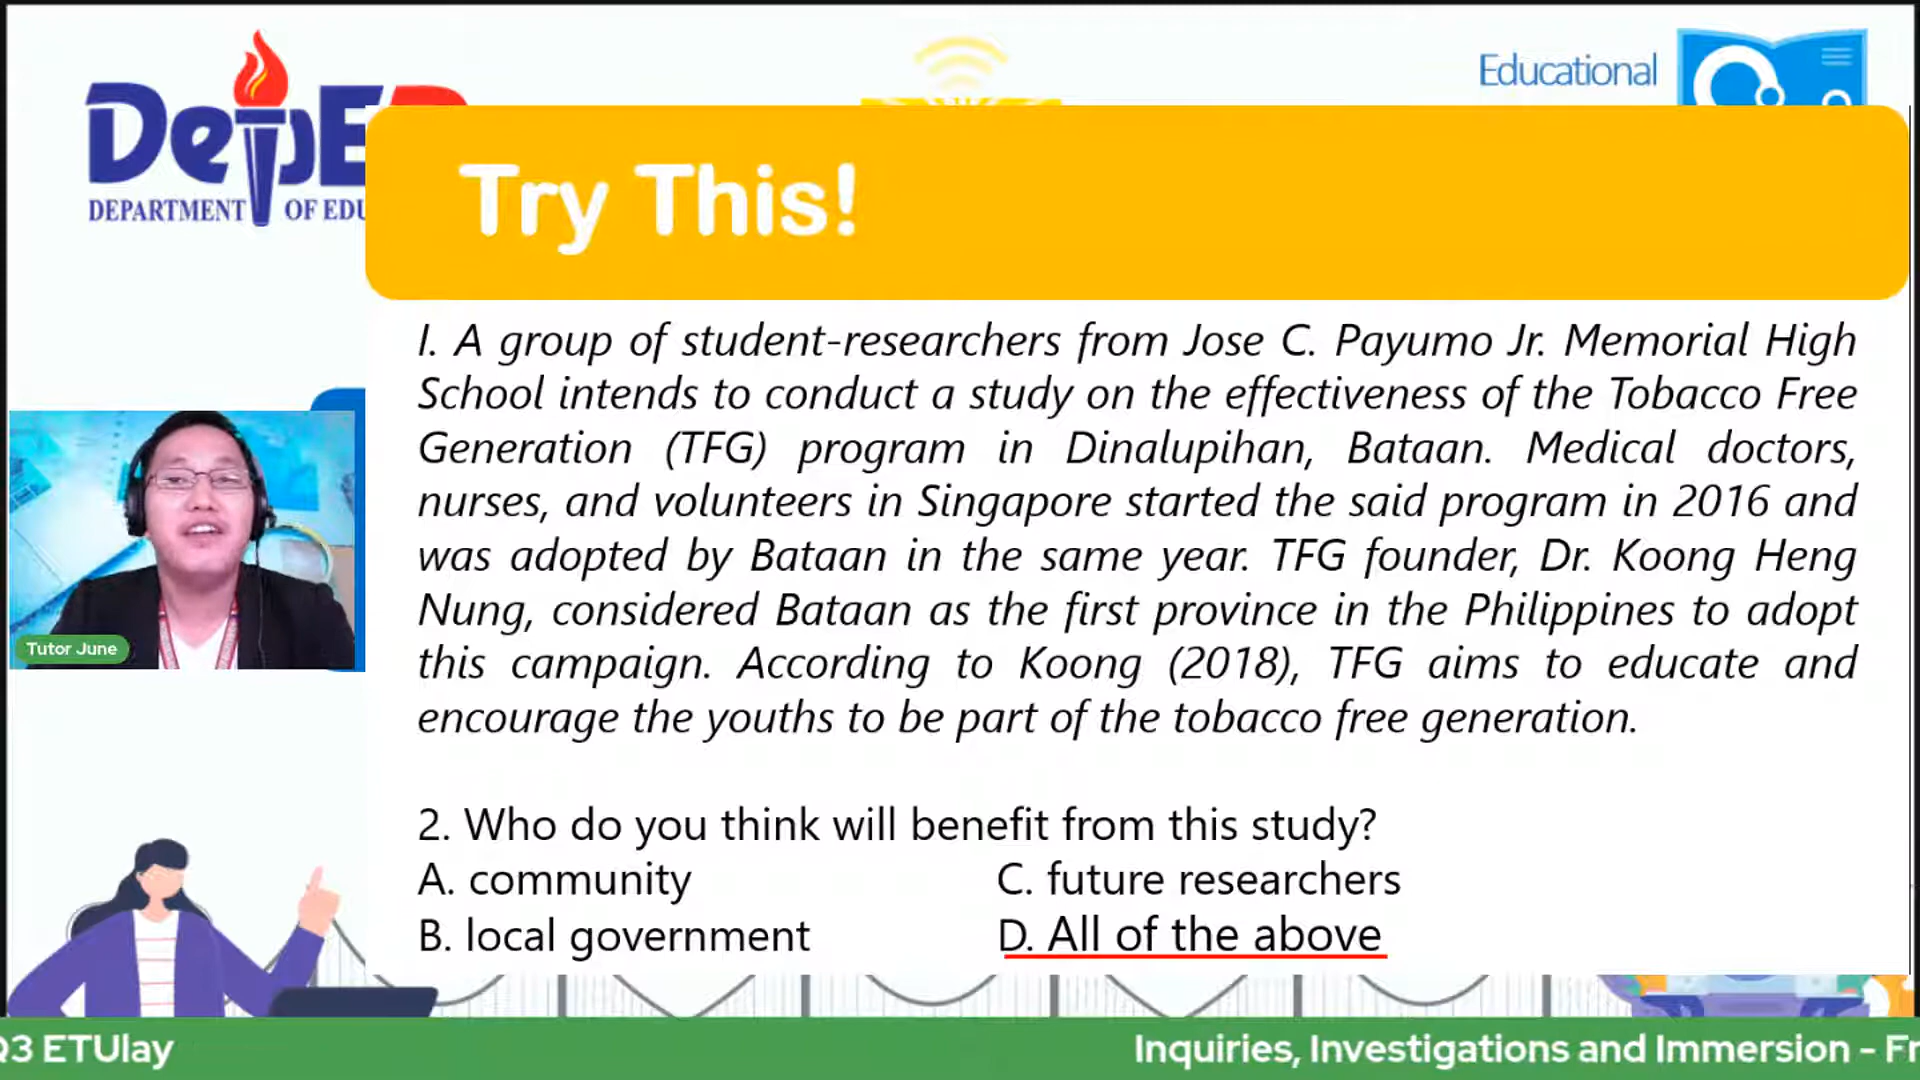 DepE
DEPARTMENT OF EDU
Educational
Try This!
I. A group of student-researchers from Jose C. Payumo Jr. Memorial High
School intends to conduct a study on the effectiveness of the Tobacco Free
Generation (TFG) program in Dinalupihan, Bataan. Medical doctors,
nurses, and volunteers in Singapore started the said program in 2016 and
was adopted by Bataan in the same year. TFG founder, Dr. Koong Heng
Nung, considered Bataan as the first province in the Philippines to adopt
this campaign. According to Koong (2018), TFG aims to educate and
encourage the youths to be part of the tobacco free generation.
Tutor June
2. Who do you think will benefit from this study?
A. community
C. future researchers
B. local government
D. All of the above
Q3 ETUlay
Inquiries, Investigations and Immersion - Fr